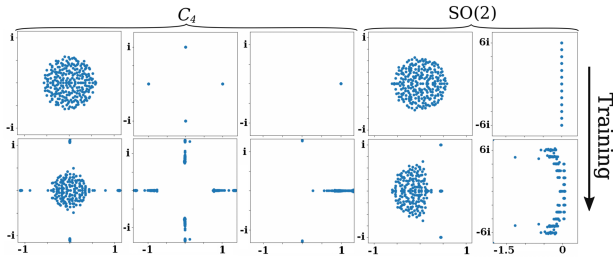 C4 SO(2)
i i i 6i
-i -i -i -i -6i
Training
i i i i 6i
-i -i -i -i -6i
-1 1 -1 1 -1 1 -1 1 -1.5 0